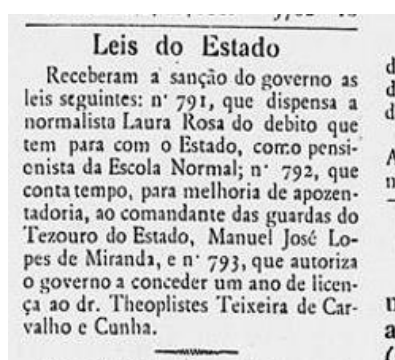 Leis do Estado
Receberam a sanção do governo as
leis seguintes: n· 791, que dispensa a
normalista Laura Rosa do debito que
tem para com o Estado, como pensi-
onista da Escola Normal; n· 792, que
conta tempo, para melhoria de apozen-
tadoria, ao comandante das guardas do
Tezouro do Estado, Manuel José Lo-
pes de Miranda, e n· 793, que autoriza
o governo a conceder um ano de licen-
ça ao dr. Theoplistes Teixeira de Car-
valho e Cunha.